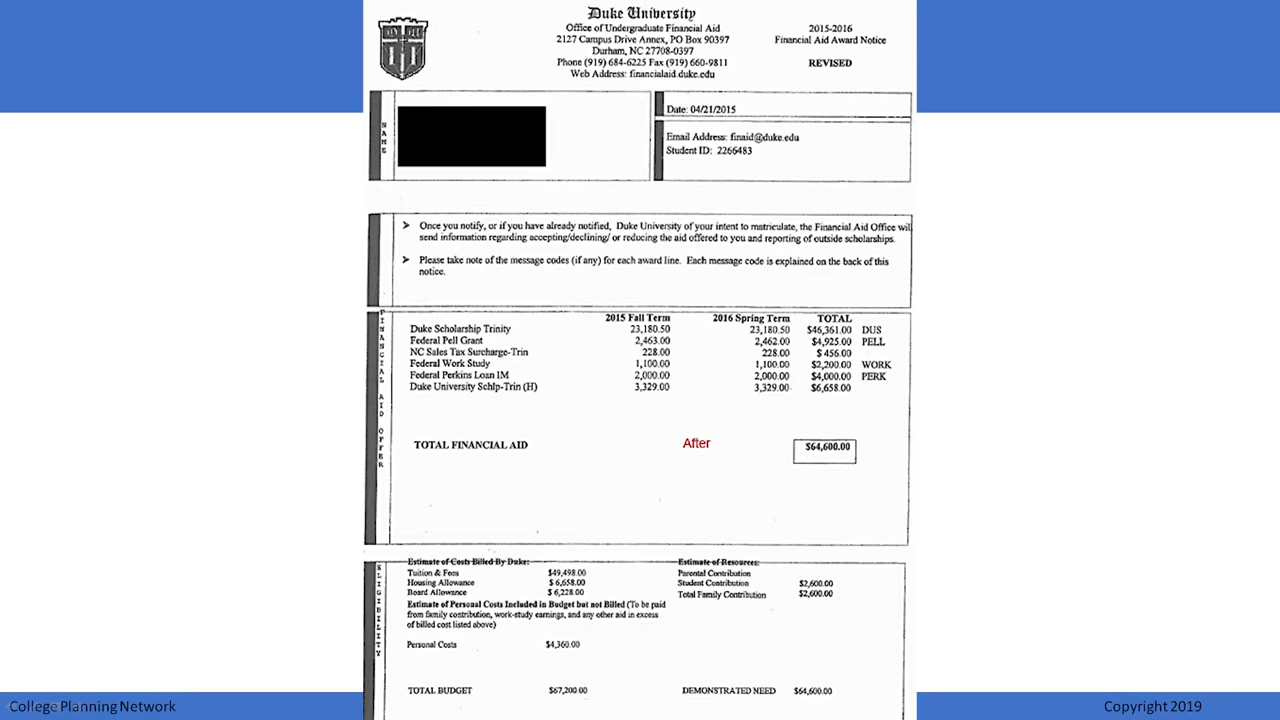 Duke University
Office of Undergraduate Financial Aid
2127 Campus Drive Annex, PO Box 90397
Durham, NC 27708-0397
Phone (919) 684-6225 Fax (919) 660-9811
Web Address: financialaid.duke.edu
2015-2016
Financial Aid Award Notice
REVISED
NAME
Date: 04/21/2015
Email Address: finaid@duke.edu
Student ID: 2266483
➢ Once you notify, or if you have already notified, Duke University of your intent to matriculate, the Financial Aid Office will
send information regarding accepting/declining/ or reducing the aid offered to you and reporting of outside scholarships.
➢ Please take note of the message codes (if any) for each award line. Each message code is explained on the back of this
notice.
FINANCIAL AID OFFER
2015 Fall Term 2016 Spring Term TOTAL
Duke Scholarship Trinity 23,180.50 23,180.50 $46,361.00 DUS
Federal Pell Grant 2,463.00 2,462.00 $4,925.00 PELL
NC Sales Tax Surcharge-Trin 228.00 228.00 $ 456.00
Federal Work Study 1,100.00 1,100.00 $2,200.00 WORK
Federal Perkins Loan IM 2,000.00 2,000.00 $4,000.00 PERK
Duke University Schlp-Trin (H) 3,329.00 3,329.00 $6,658.00
TOTAL FINANCIAL AID After $64,600.00
ELIGIBILITY
Estimate of Costs Billed By Duke:
Tuition & Fees $49,498.00
Housing Allowance $ 6,658.00
Board Allowance $ 6,228.00
Estimate of Personal Costs Included in Budget but not Billed (To be paid
from family contribution, work-study earnings, and any other aid in excess
of billed cost listed above)
Personal Costs $4,360.00
TOTAL BUDGET $67,200.00
Estimate of Resources:
Parental Contribution
Student Contribution $2,600.00
Total Family Contribution $2,600.00
DEMONSTRATED NEED $64,600.00
College Planning Network
Copyright 2019